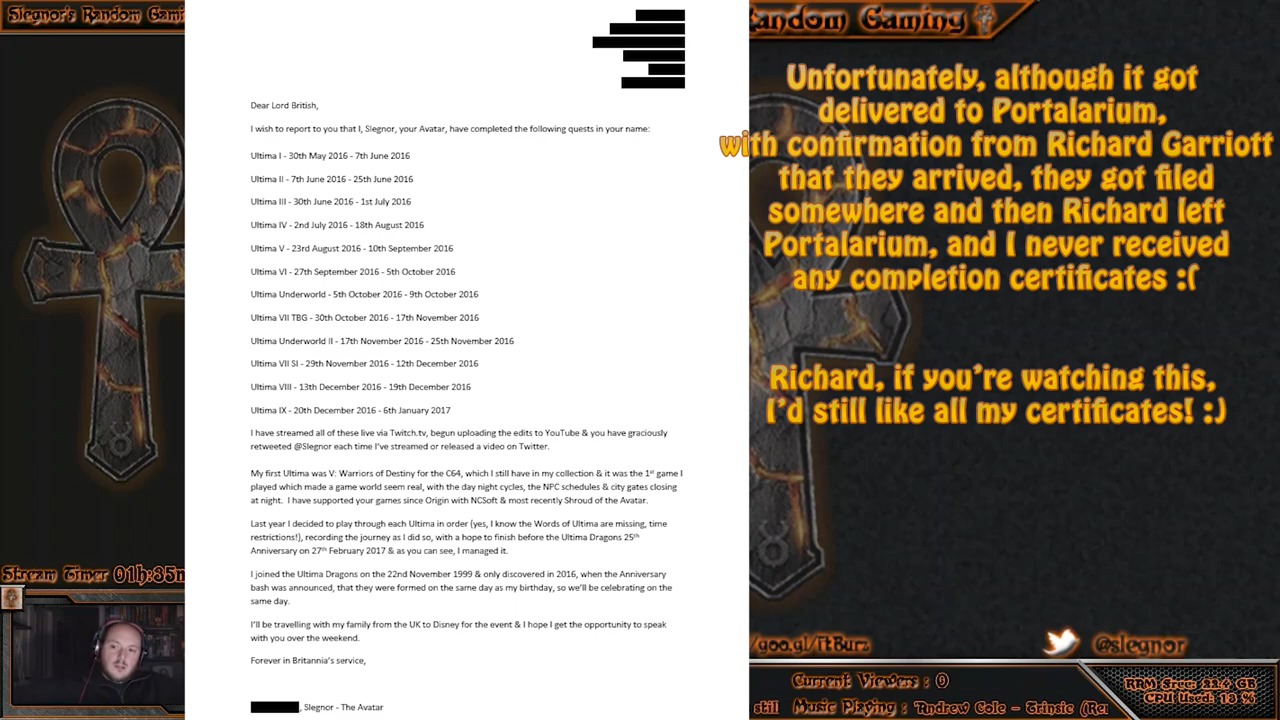 Slegnor's Random Gami
andom Gaming
Dear Lord British,
I wish to report to you that I, Slegnor, your Avatar, have completed the following quests in your name:
Ultima I - 30th May 2016 - 7th June 2016
Ultima II - 7th June 2016 - 25th June 2016
Ultima III - 30th June 2016 - 1st July 2016
Ultima IV - 2nd July 2016 - 18th August 2016
Ultima V - 23rd August 2016 - 10th September 2016
Ultima VI - 27th September 2016 - 5th October 2016
Ultima Underworld - 5th October 2016 - 9th October 2016
Ultima VII TBG - 30th October 2016 - 17th November 2016
Ultima Underworld II - 17th November 2016 - 25th November 2016
Ultima VII SI - 29th November 2016 - 12th December 2016
Ultima VIII - 13th December 2016 - 19th December 2016
Ultima IX - 20th December 2016 - 6th January 2017
I have streamed all of these live via Twitch.tv, begun uploading the edits to YouTube & you have graciously
retweeted @Slegnor each time I've streamed or released a video on Twitter.
My first Ultima was V: Warriors of Destiny for the C64, which I still have in my collection & it was the 1st game I
played which made a game world seem real, with the day night cycles, the NPC schedules & city gates closing
at night. I have supported your games since Origin with NCSoft & most recently Shroud of the Avatar.
Last year I decided to play through each Ultima in order (yes, I know the Words of Ultima are missing, time
restrictions!), recording the journey as I did so, with a hope to finish before the Ultima Dragons 25th
Anniversary on 27th February 2017 & as you can see, I managed it.
I joined the Ultima Dragons on the 22nd November 1999 & only discovered in 2016, when the Anniversary
bash was announced, that they were formed on the same day as my birthday, so we'll be celebrating on the
same day.
I'll be travelling with my family from the UK to Disney for the event & I hope I get the opportunity to speak
with you over the weekend.
Forever in Britannia's service,
, Slegnor - The Avatar
Unfortunately, although it got
delivered to Portalarium,
with confirmation from Richard Garriott
that they arrived, they got filed
somewhere and then Richard left
Portalarium, and I never received
any completion certificates :(
Richard, if you're watching this,
I'd still like all my certificates! :)
Stream Timer 01h:35m
/goo.gl/ItBurz
@slegnor
Current Viewers : 0
still Music Playing : Andrew Cole - Trinsic (Re
CPU Used: 13 %